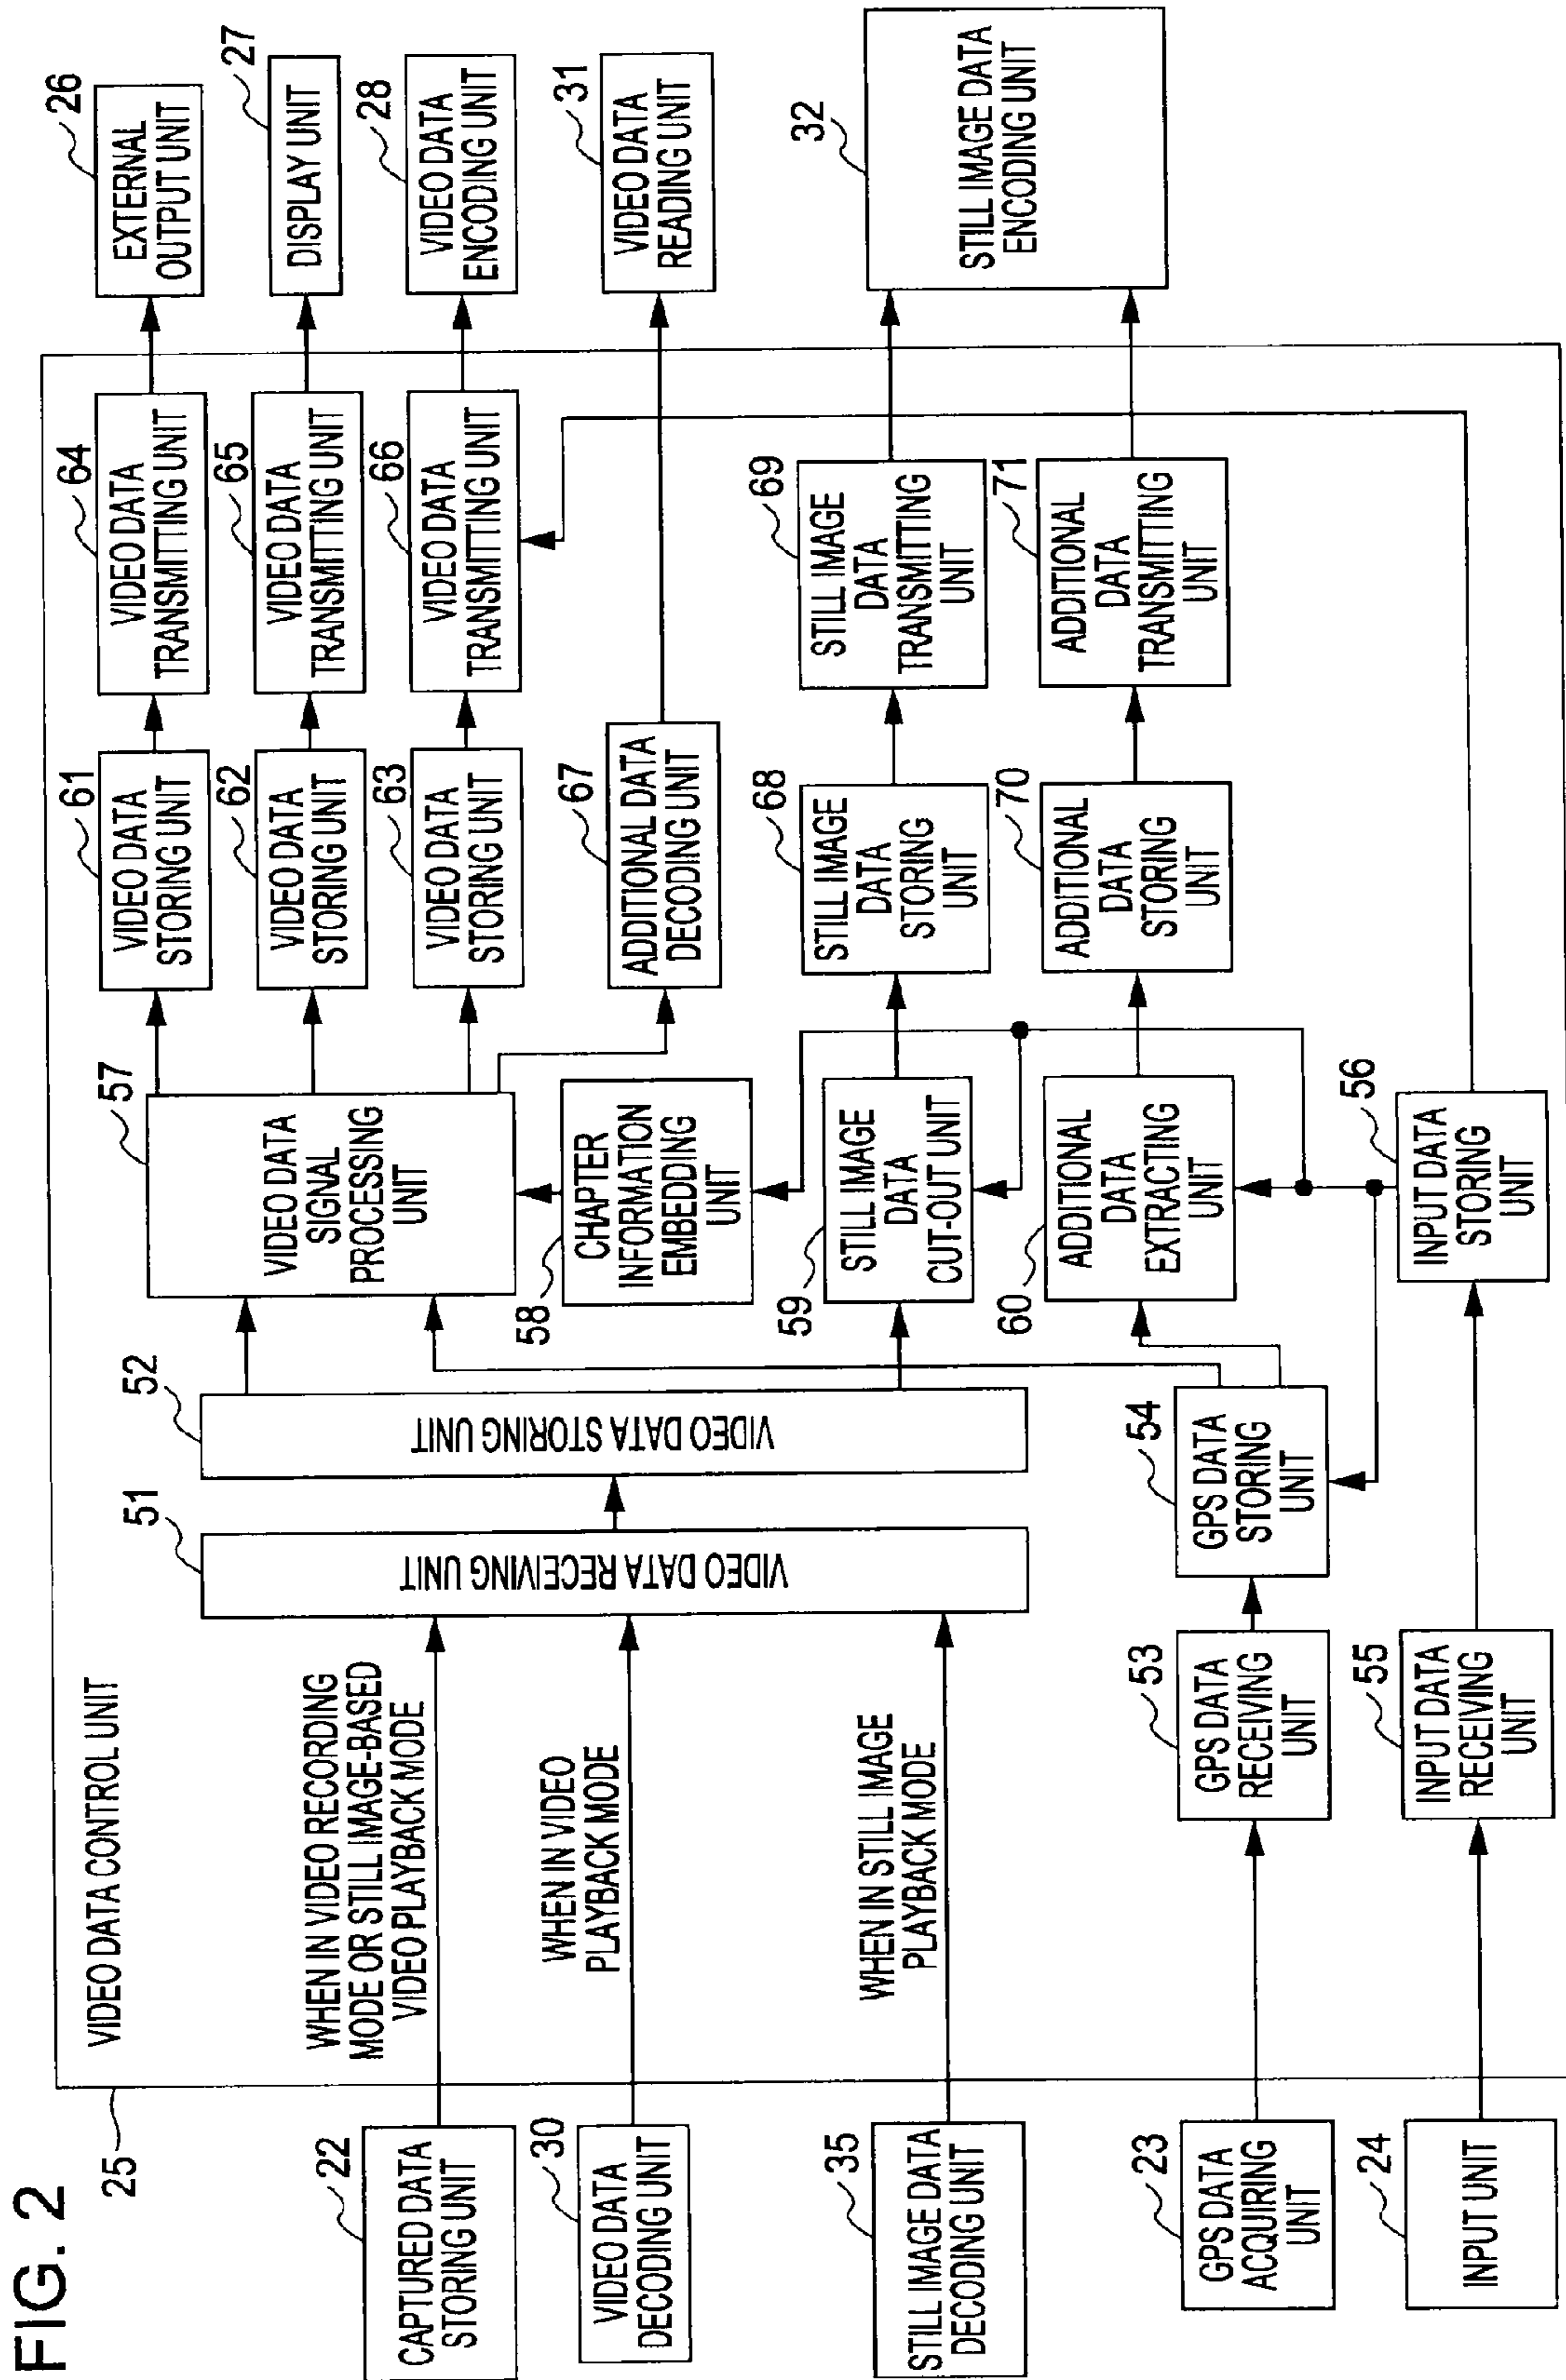 FIG. 2
25
VIDEO DATA CONTROL UNIT
22
CAPTURED DATA
STORING UNIT
30
VIDEO DATA
DECODING UNIT
35
STILL IMAGE DATA
DECODING UNIT
23
GPS DATA
ACQUIRING
UNIT
24
INPUT UNIT
WHEN IN VIDEO RECORDING
MODE OR STILL IMAGE-BASED
VIDEO PLAYBACK MODE
WHEN IN VIDEO
PLAYBACK MODE
WHEN IN STILL IMAGE
PLAYBACK MODE
53
GPS DATA
RECEIVING
UNIT
55
INPUT DATA
RECEIVING
UNIT
51
VIDEO DATA RECEIVING UNIT
52
VIDEO DATA STORING UNIT
54
GPS DATA
STORING
UNIT
57
VIDEO DATA
SIGNAL
PROCESSING
UNIT
58
CHAPTER
INFORMATION
EMBEDDING
UNIT
59
STILL IMAGE
DATA
CUT-OUT UNIT
60
ADDITIONAL
DATA
EXTRACTING
UNIT
56
INPUT DATA
STORING
UNIT
61
VIDEO DATA
STORING UNIT
62
VIDEO DATA
STORING UNIT
63
VIDEO DATA
STORING UNIT
67
ADDITIONAL DATA
DECODING UNIT
68
STILL IMAGE
DATA
STORING
UNIT
70
ADDITIONAL
DATA
STORING
UNIT
64
VIDEO DATA
TRANSMITTING UNIT
65
VIDEO DATA
TRANSMITTING UNIT
66
VIDEO DATA
TRANSMITTING UNIT
69
STILL IMAGE
DATA
TRANSMITTING
UNIT
71
ADDITIONAL
DATA
TRANSMITTING
UNIT
26
EXTERNAL
OUTPUT UNIT
27
DISPLAY UNIT
28
VIDEO DATA
ENCODING UNIT
31
VIDEO DATA
READING UNIT
32
STILL IMAGE DATA
ENCODING UNIT